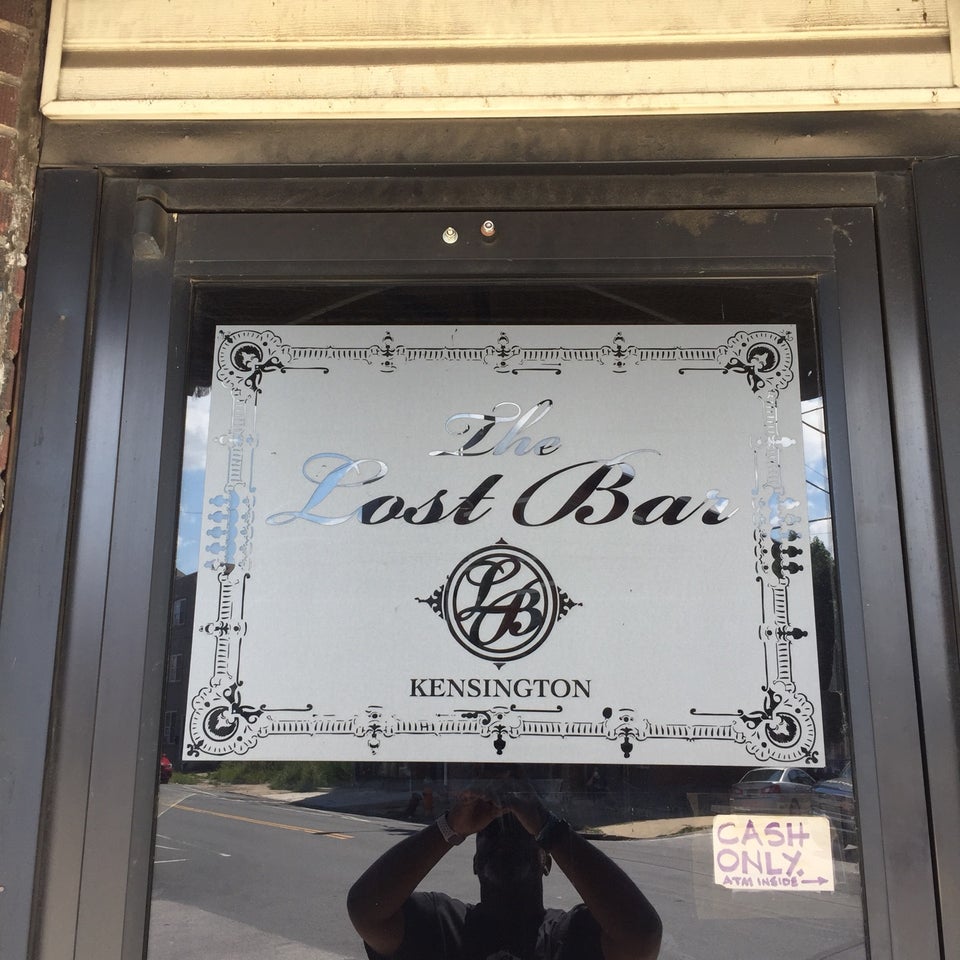 The
Lost Bar
LB
KENSINGTON
CASH
ONLY.
ATM INSIDE →